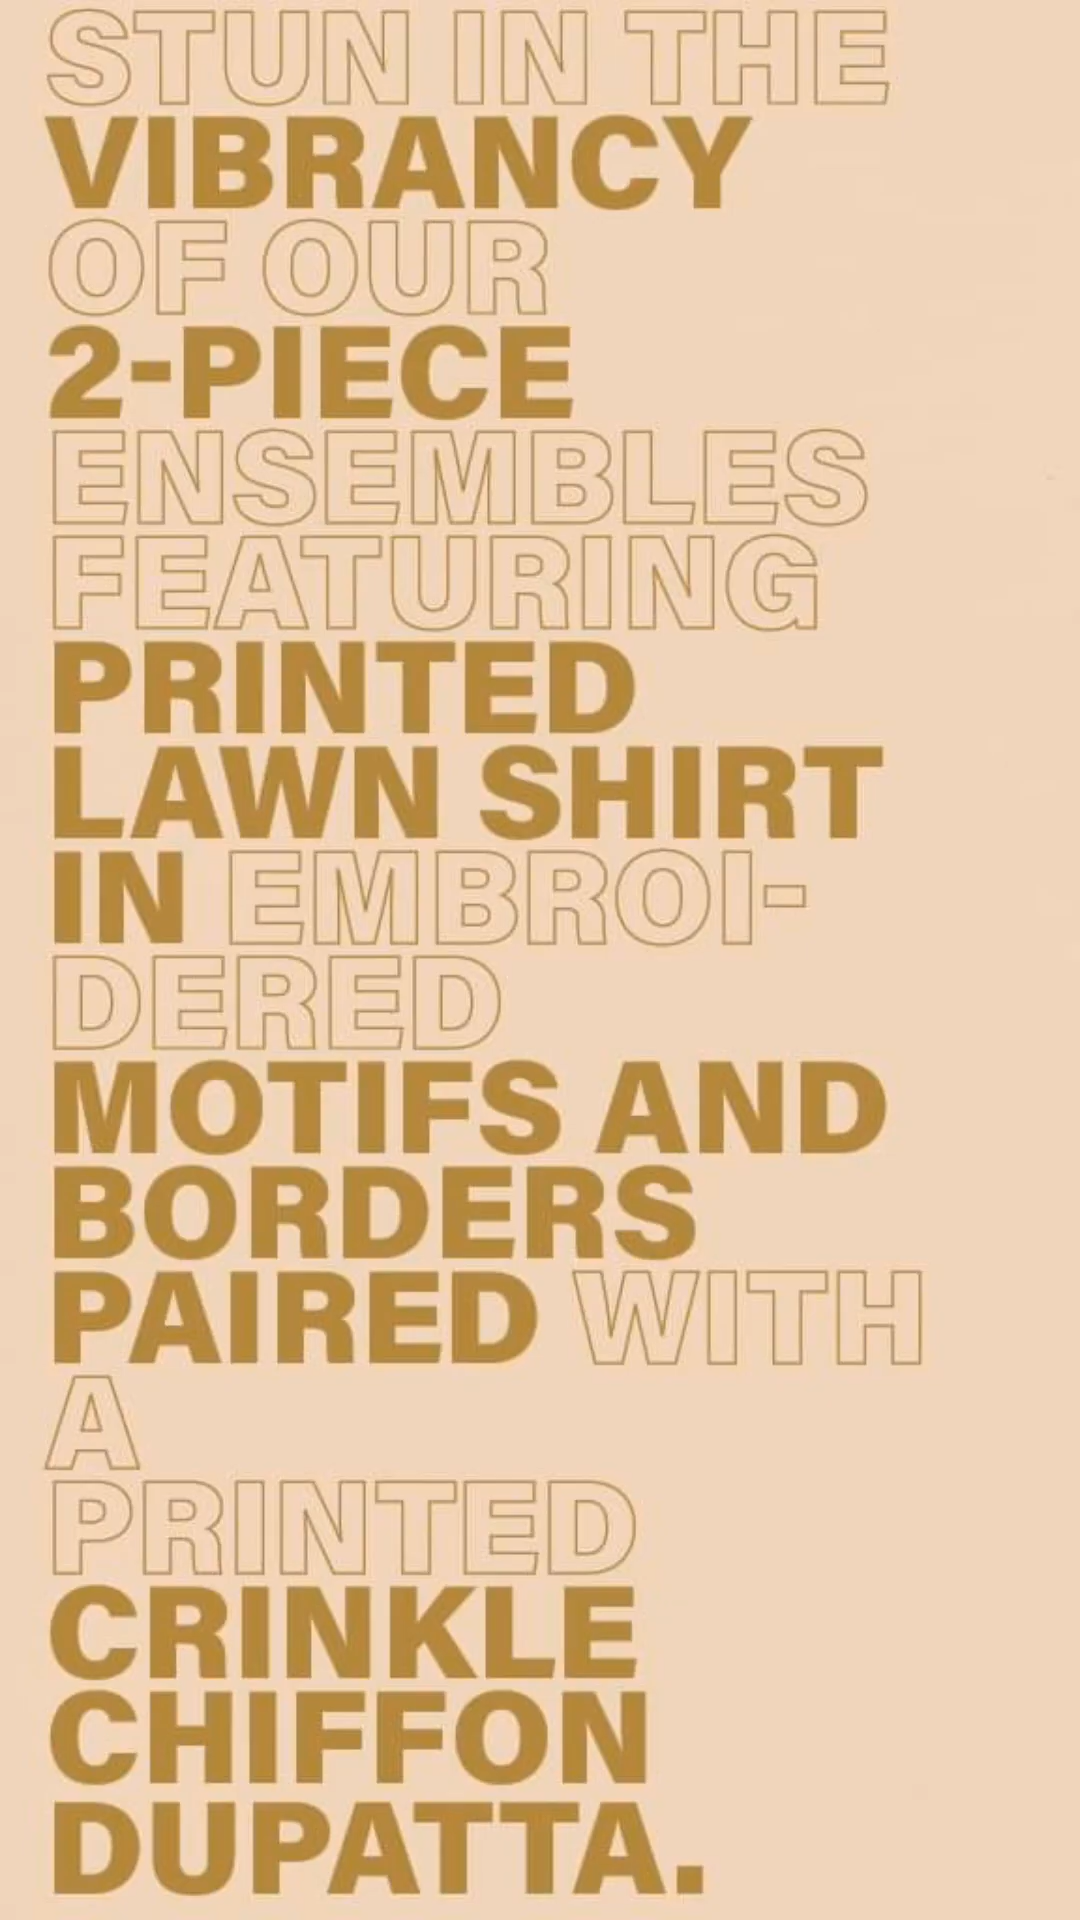 STUN IN THE
VIBRANCY
OF OUR
2-PIECE
ENSEMBLES
FEATURING
PRINTED
LAWN SHIRT
IN EMBROI-
DERED
MOTIFS AND
BORDERS
PAIRED WITH
A
PRINTED
CRINKLE
CHIFFON
DUPATTA.